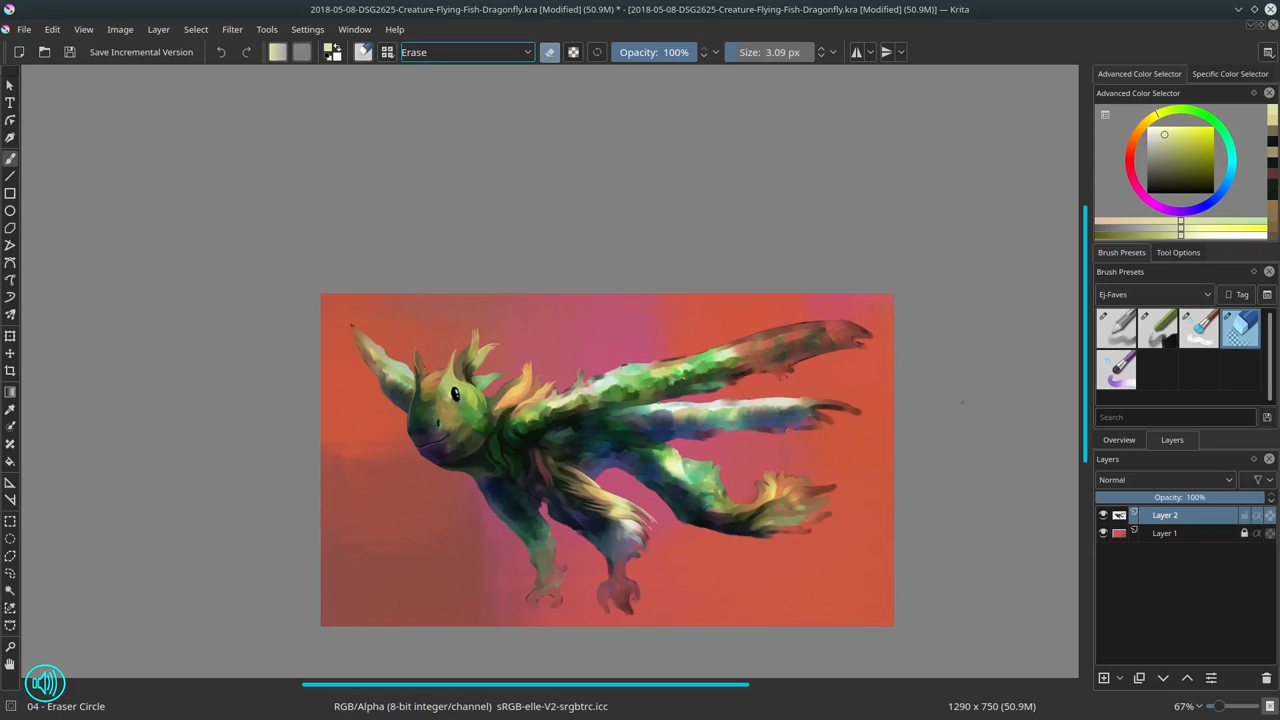 2018-05-08-DSG2625-Creature-Flying-Fish-Dragonfly.kra [Modified] (50.9M) * - [2018-05-08-DSG2625-Creature-Flying-Fish-Dragonfly.kra [Modified] (50.9M)] — Krita
File Edit View Image Layer Select Filter Tools Settings Window Help
Save Incremental Version Erase Opacity: 100% Size: 3.09 px
Advanced Color Selector Specific Color Selector
Advanced Color Selector
Brush Presets Tool Options
Brush Presets
Ej-Faves Tag
Search
Overview Layers
Layers
Normal
Opacity: 100%
Layer 2
Layer 1
04 - Eraser Circle RGB/Alpha (8-bit integer/channel) sRGB-elle-V2-srgbtrc.icc 1290 x 750 (50.9M) 67%